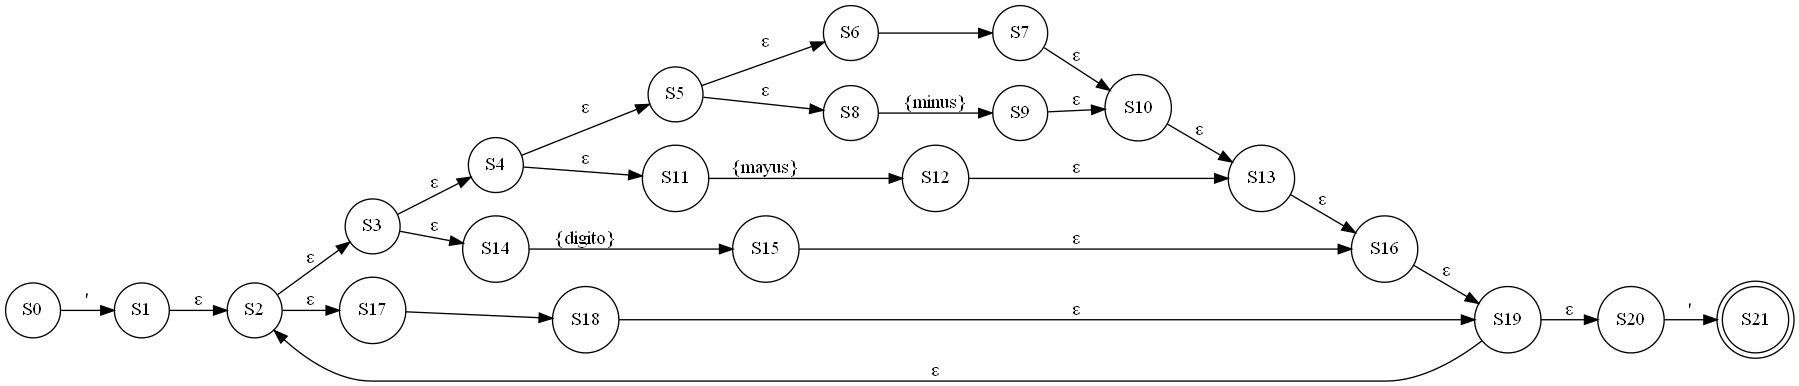 ε
S6
S7
ε
ε
S5
ε
S8
{minus}
S9
ε
S10
ε
S4
ε
S11
{mayus}
S12
ε
S13
ε
ε
S3
ε
S14
{digito}
S15
ε
S16
ε
ε
S0
'
S1
ε
S2
ε
S17
S18
ε
S19
ε
S20
'
S21
ε